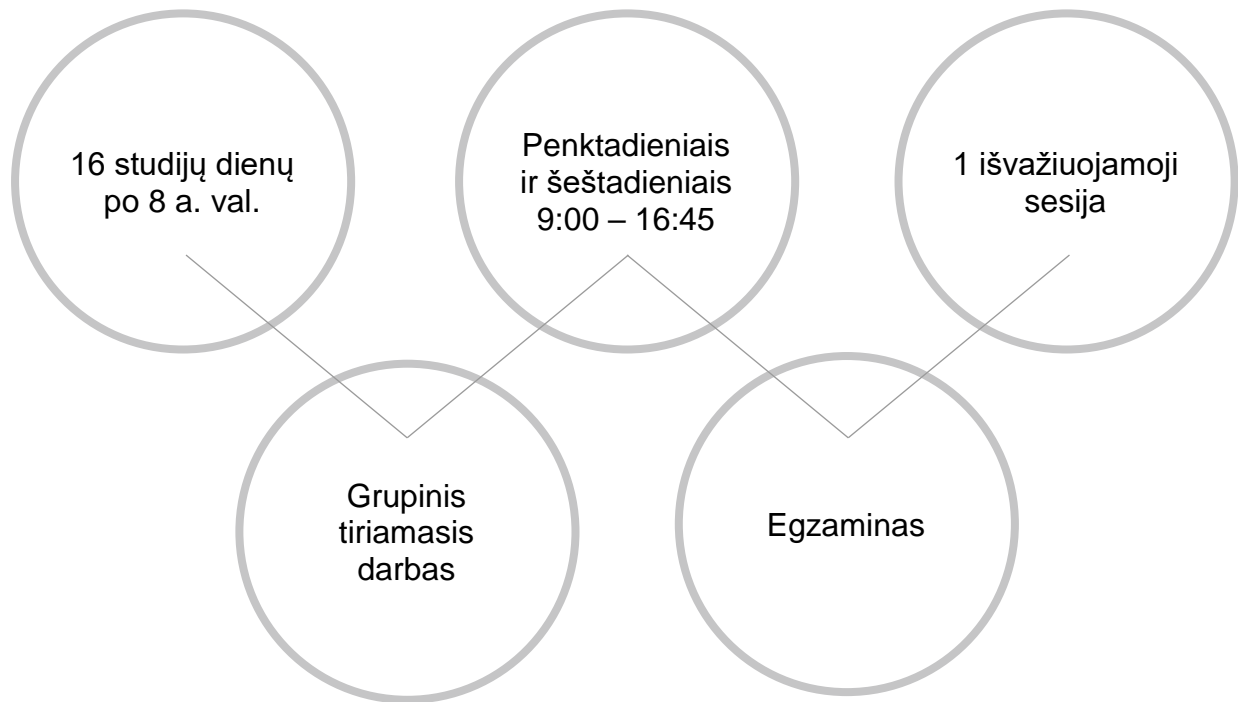 16 studijų dienų
po 8 a. val.
Penktadieniais
ir šeštadieniais
9:00 – 16:45
1 išvažiuojamoji
sesija
Grupinis
tiriamasis
darbas
Egzaminas